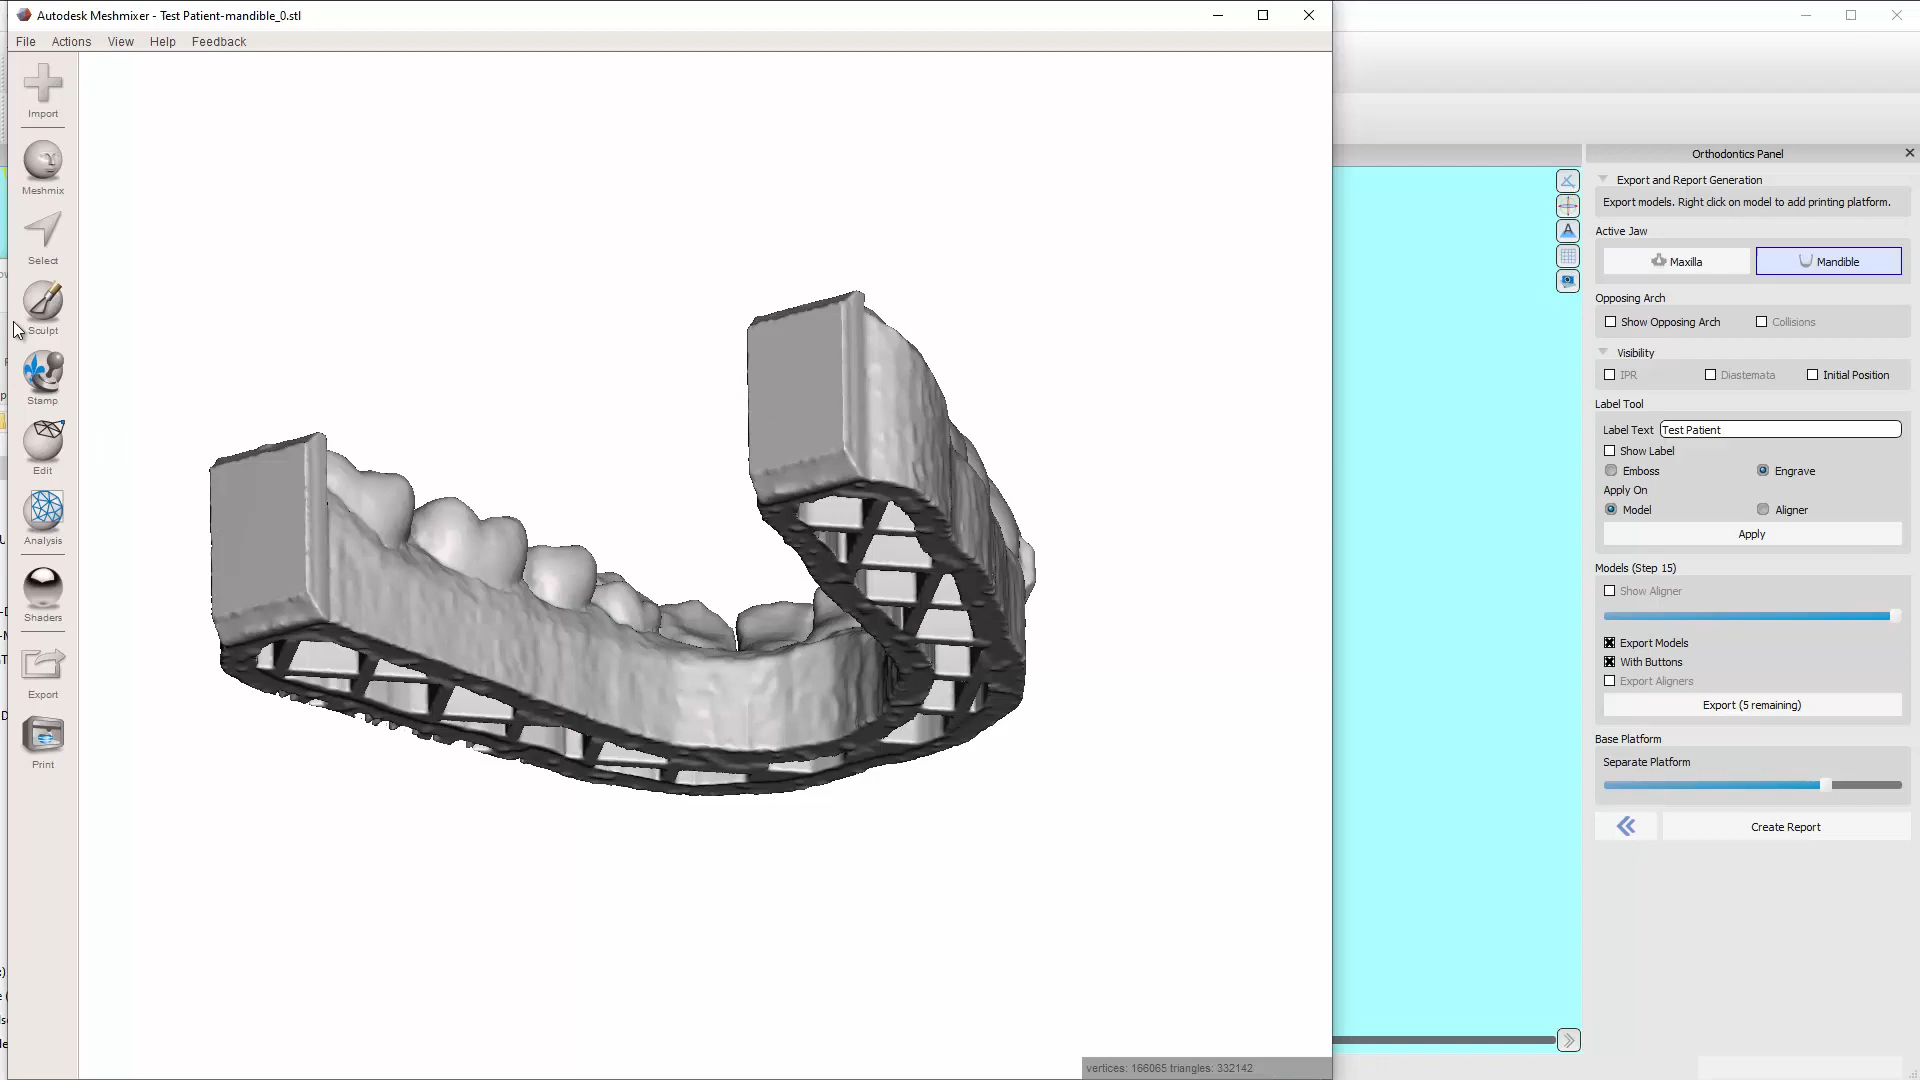 Autodesk Meshmixer - Test Patient-mandible_0.stl
File Actions View Help Feedback
Import
Meshmix
Select
Sculpt
Stamp
Edit
Analysis
Shaders
Export
Print
vertices: 166065 triangles: 332142
Orthodontics Panel
Export and Report Generation
Export models. Right click on model to add printing platform.
Active Jaw
Maxilla Mandible
Opposing Arch
Show Opposing Arch Collisions
Visibility
IPR Diastemata Initial Position
Label Tool
Label Text Test Patient
Show Label
Emboss Engrave
Apply On
Model Aligner
Apply
Models (Step 15)
Show Aligner
Export Models
With Buttons
Export Aligners
Export (5 remaining)
Base Platform
Separate Platform
Create Report